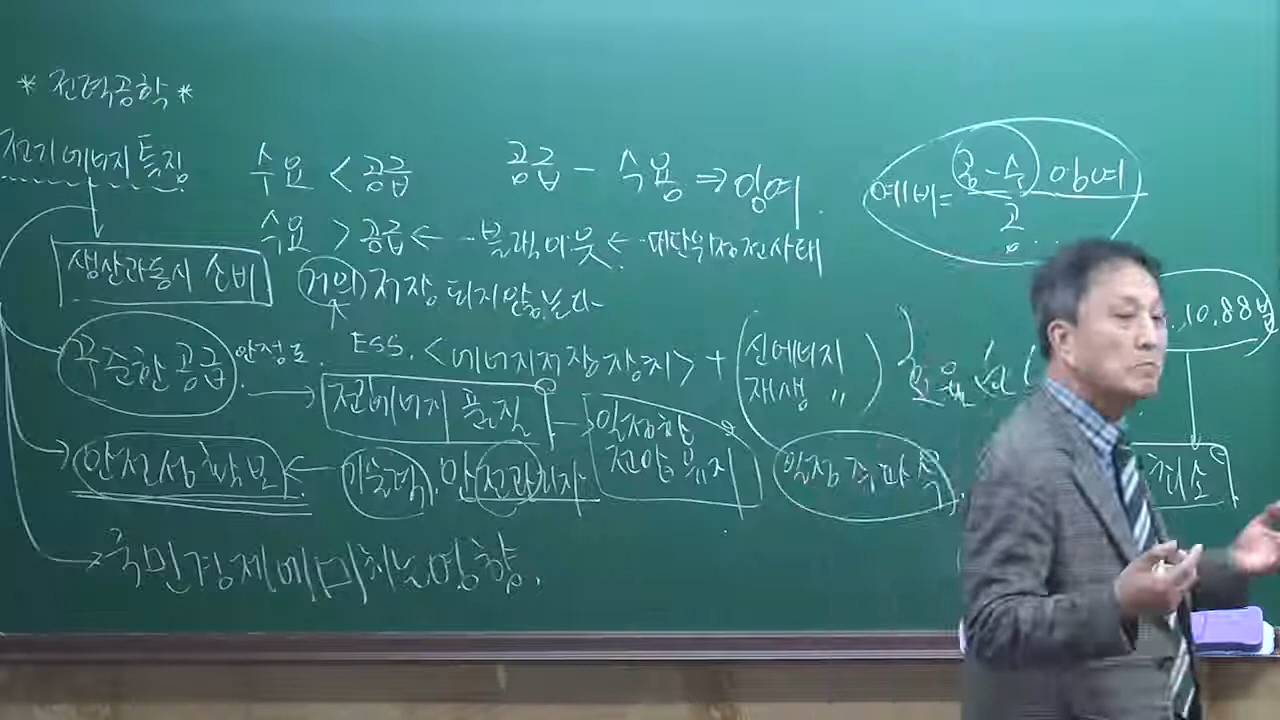 * 전력공학 *
전기에너지 특징
수요 < 공급
공급 - 수용 ⇒ 잉여.
예비 = (공-수) 잉여 / 공
수요 > 공급 ← 블랙아웃 ← 대단위정전사태
생산과 동시 소비
거의) 저장 되지 않는다
꾸준한 공급 안정도
ESS. <에너지저장장치> + (신에너지
재생 〃 )
10.88
전기에너지 품질
일정한 전압 유지
일정 주파수
안전성 확보 ← 기술력. 안전관리자
국민경제에 미치는 영향.